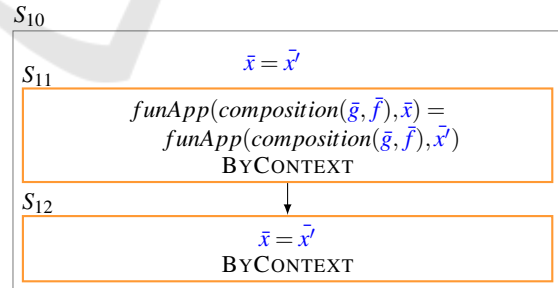 S₁₀
x̄ = x̄′
S₁₁
funApp(composition(ḡ, f̄), x̄) =
funApp(composition(ḡ, f̄), x̄′)
BYCONTEXT
S₁₂
x̄ = x̄′
BYCONTEXT